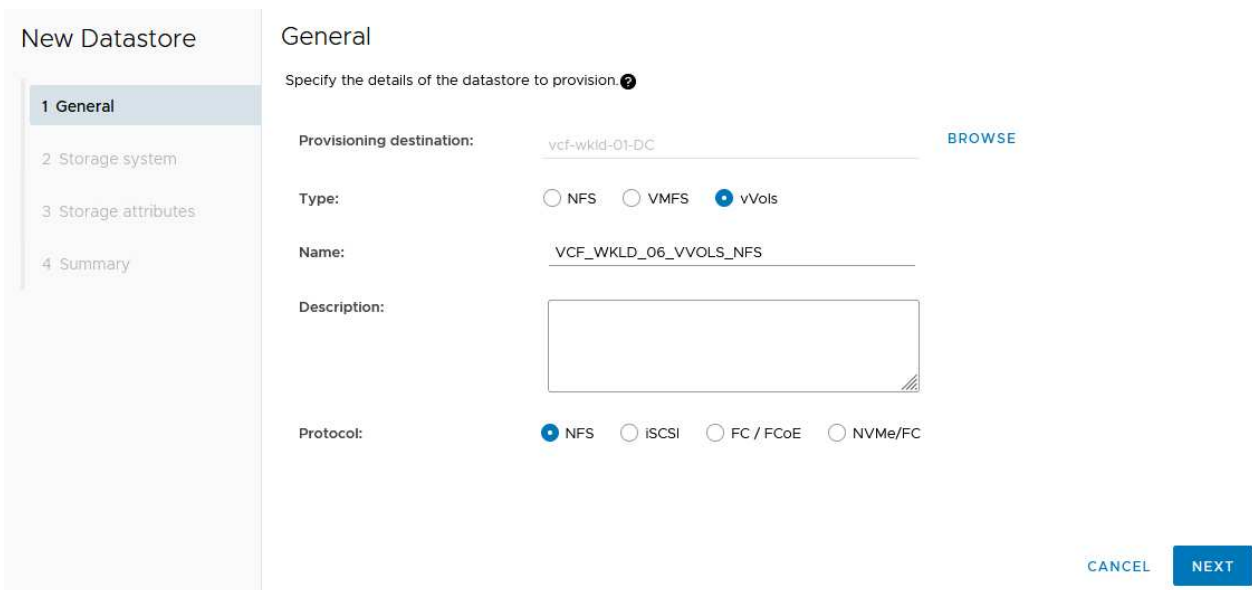 New Datastore
1 General
2 Storage system
3 Storage attributes
4 Summary
General
Specify the details of the datastore to provision.?
Provisioning destination: vcf-wkld-01-DC BROWSE
Type: NFS VMFS vVols
Name: VCF_WKLD_06_VVOLS_NFS
Description:
Protocol: NFS iSCSI FC / FCoE NVMe/FC
CANCEL NEXT